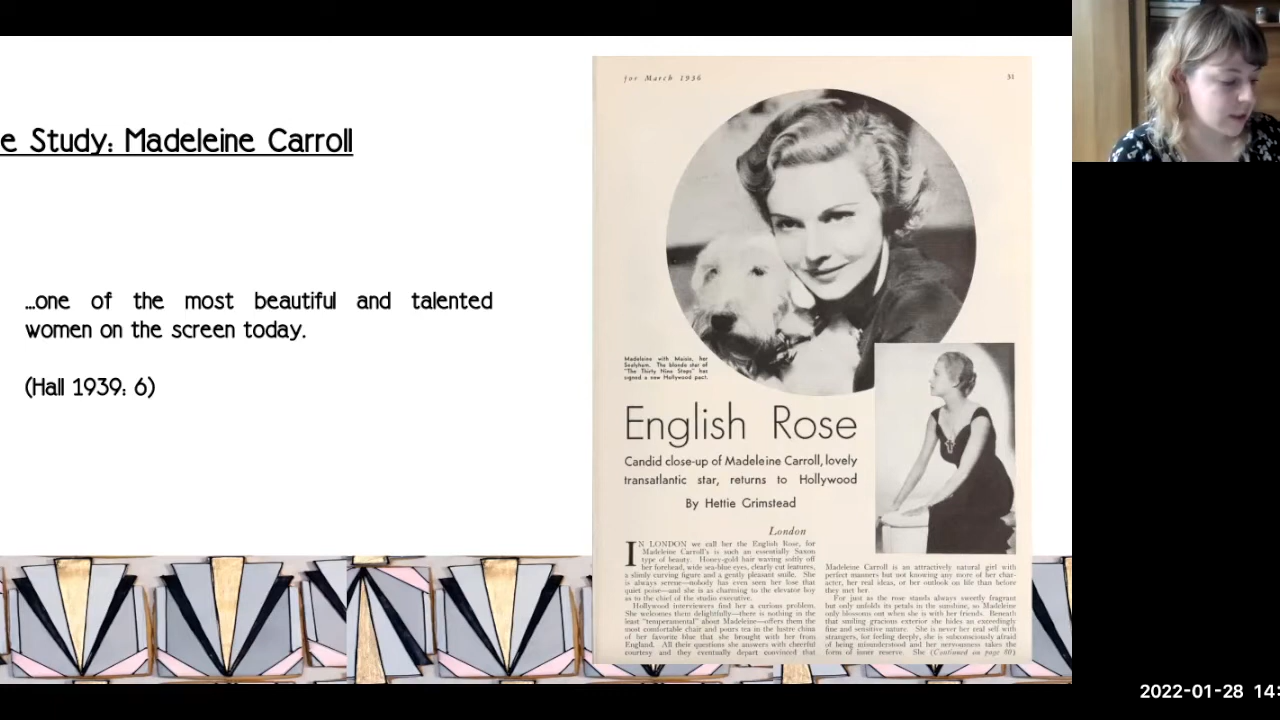 e Study: Madeleine Carroll
...one of the most beautiful and talented
women on the screen today.
(Hall 1939: 6)
for March 1936
31
Madeleine with Maisie, her
Sealyham. The blonde star of
"The Thirty Nine Steps" has
signed a new Hollywood pact.
English Rose
Candid close-up of Madeleine Carroll, lovely
transatlantic star, returns to Hollywood
By Hettie Grimstead
London
IN LONDON we call her the English Rose, for
Madeleine Carroll's is such an essentially Saxon
type of beauty. Honey-gold hair waving softly off
her forehead, wide sea-blue eyes, clearly cut features,
a slimly curving figure and a gently pleasant smile. She
is always serene—nobody has even seen her lose that
quiet poise—and she is as charming to the elevator boy
as to the chief of the studio executive.
Hollywood interviewers find her a curious problem.
She welcomes them delightfully—there is nothing in the
least "temperamental" about Madeleine—offers them the
most comfortable chair and pours tea in the lustre china
of her favorite blue that she brought with her from
England. All their questions she answers with cheerful
courtesy and they eventually depart convinced that
Madeleine Carroll is an attractively natural girl with
perfect manners but not knowing any more of her char-
acter, her real ideas, or her outlook on life than before
they met her.
For just as the rose stands always sweetly fragrant
but only unfolds its petals in the sunshine, so Madeleine
only blossoms out when she is with her friends. Beneath
that smiling gracious exterior she hides an exceedingly
fine and sensitive nature. She is never her real self with
strangers, for feeling deeply, she is subconsciously afraid
of being misunderstood and her nervousness takes the
form of inner reserve. She (Continued on page 80)
2022-01-28 14: